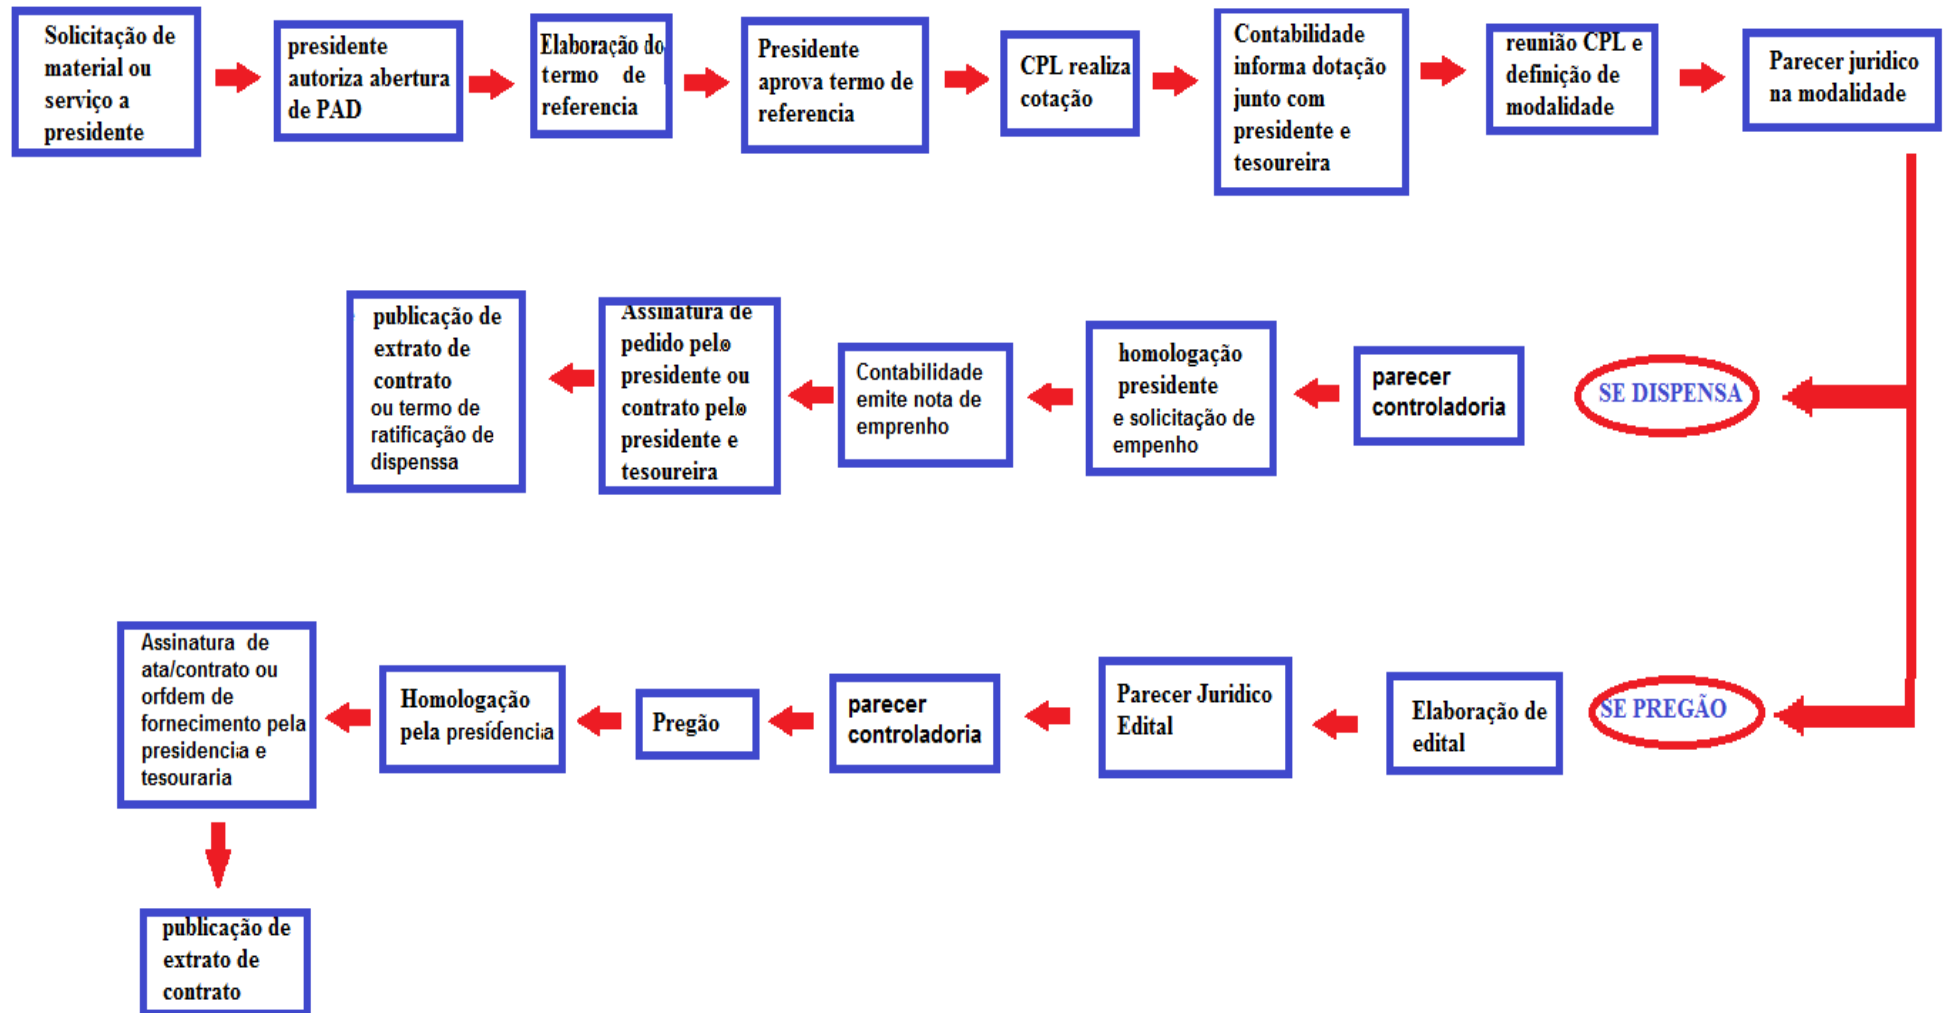 Solicitação de
material ou
serviço a
presidente
presidente
autoriza abertura
de PAD
Elaboração do
termo de
referencia
Presidente
aprova termo de
referencia
CPL realiza
cotação
Contabilidade
informa dotação
junto com
presidente e
tesoureira
reunião CPL e
definição de
modalidade
Parecer juridico
na modalidade
SE DISPENSA
parecer
controladoria
homologação
presidente
e solicitação de
empenho
Contabilidade
emite nota de
emprenho
Assinatura de
pedido pelo
presidente ou
contrato pelo
presidente e
tesoureira
publicação de
extrato de
contrato
ou termo de
ratificação de
dispenssa
SE PREGÃO
Elaboração de
edital
Parecer Juridico
Edital
parecer
controladoria
Pregão
Homologação
pela presidencia
Assinatura de
ata/contrato ou
orfdem de
fornecimento pela
presidencia e
tesouraria
publicação de
extrato de
contrato